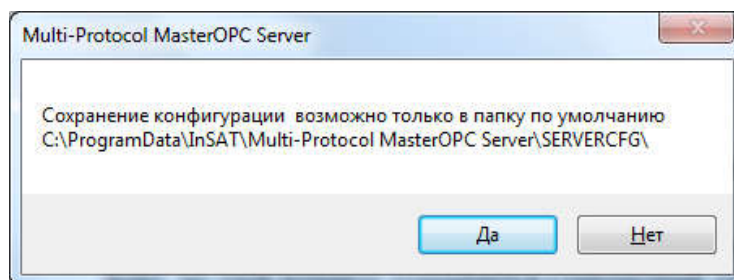 Multi-Protocol MasterOPC Server
Сохранение конфигурации возможно только в папку по умолчанию
C:\ProgramData\InSAT\Multi-Protocol MasterOPC Server\SERVERCFG\
Да
Нет